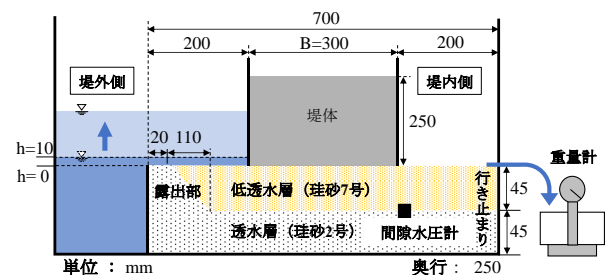 700
200
B=300
200
堤外側
堤内側
堤体
250
20 110
h=10
h= 0
重量計
露出部
低透水層（珪砂7号）
行き止まり
45
透水層（珪砂2号）
間隙水圧計
45
単位 ： mm
奥行 : 250